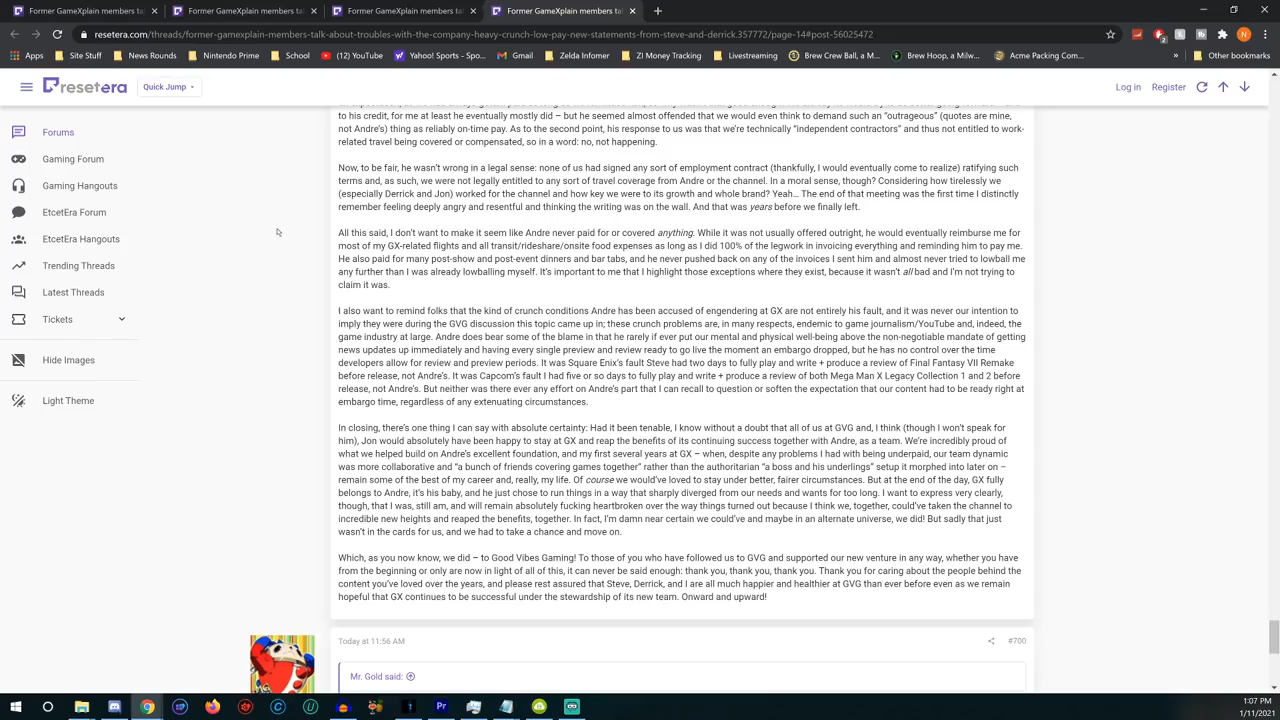 Former GameXplain members talk a
Former GameXplain members talk a
Former GameXplain members talk a
Former GameXplain members talk a
resetera.com/threads/former-gamexplain-members-talk-about-troubles-with-the-company-heavy-crunch-low-pay-new-statements-from-steve-and-derrick.357772/page-14#post-56025472
Apps
Season
News Rounds
Nintendo Prime
School
(12) YouTube
Yahoo! Sports - Spo...
Gmail
Zelda Infomer
ZI Money Tracking
Livestreaming
Brew Crew Ball, a M...
Brew Hoop, a Milw...
Acme Packing Com...
Other bookmarks
resetera
Quick Jump
Log in
Register
Forums
Gaming Forum
Gaming Hangouts
EtcetEra Forum
EtcetEra Hangouts
Trending Threads
Latest Threads
Tickets
Hide Images
Light Theme
to his credit, for me at least he eventually mostly did – but he seemed almost offended that we would even think to demand such an “outrageous” (quotes are mine,
not Andre’s) thing as reliably on-time pay. As to the second point, his response to us was that we’re technically “independent contractors” and thus not entitled to work-
related travel being covered or compensated, so in a word: no, not happening.
Now, to be fair, he wasn’t wrong in a legal sense: none of us had signed any sort of employment contract (thankfully, I would eventually come to realize) ratifying such
terms and, as such, we were not legally entitled to any sort of travel coverage from Andre or the channel. In a moral sense, though? Considering how tirelessly we
(especially Derrick and Jon) worked for the channel and how key we were to its growth and whole brand? Yeah… The end of that meeting was the first time I distinctly
remember feeling deeply angry and resentful and thinking the writing was on the wall. And that was years before we finally left.
All this said, I don’t want to make it seem like Andre never paid for or covered anything. While it was not usually offered outright, he would eventually reimburse me for
most of my GX-related flights and all transit/rideshare/onsite food expenses as long as I did 100% of the legwork in invoicing everything and reminding him to pay me.
He also paid for many post-show and post-event dinners and bar tabs, and he never pushed back on any of the invoices I sent him and almost never tried to lowball me
any further than I was already lowballing myself. It’s important to me that I highlight those exceptions where they exist, because it wasn’t all bad and I’m not trying to
claim it was.
I also want to remind folks that the kind of crunch conditions Andre has been accused of engendering at GX are not entirely his fault, and it was never our intention to
imply they were during the GVG discussion this topic came up in; these crunch problems are, in many respects, endemic to game journalism/YouTube and, indeed, the
game industry at large. Andre does bear some of the blame in that he rarely if ever put our mental and physical well-being above the non-negotiable mandate of getting
news updates up immediately and having every single preview and review ready to go live the moment an embargo dropped, but he has no control over the time
developers allow for review and preview periods. It was Square Enix’s fault Steve had two days to fully play and write + produce a review of Final Fantasy VII Remake
before release, not Andre’s. It was Capcom’s fault I had five or so days to fully play and write + produce a review of both Mega Man X Legacy Collection 1 and 2 before
release, not Andre’s. But neither was there ever any effort on Andre’s part that I can recall to question or soften the expectation that our content had to be ready right at
embargo time, regardless of any extenuating circumstances.
In closing, there’s one thing I can say with absolute certainty: Had it been tenable, I know without a doubt that all of us at GVG and, I think (though I won’t speak for
him), Jon would absolutely have been happy to stay at GX and reap the benefits of its continuing success together with Andre, as a team. We’re incredibly proud of
what we helped build on Andre’s excellent foundation, and my first several years at GX – when, despite any problems I had with being underpaid, our team dynamic
was more collaborative and “a bunch of friends covering games together” rather than the authoritarian “a boss and his underlings” setup it morphed into later on –
remain some of the best of my career and, really, my life. Of course we would’ve loved to stay under better, fairer circumstances. But at the end of the day, GX fully
belongs to Andre, it’s his baby, and he just chose to run things in a way that sharply diverged from our needs and wants for too long. I want to express very clearly,
though, that I was, still am, and will remain absolutely fucking heartbroken over the way things turned out because I think we, together, could’ve taken the channel to
incredible new heights and reaped the benefits, together. In fact, I’m damn near certain we could’ve and maybe in an alternate universe, we did! But sadly that just
wasn’t in the cards for us, and we had to take a chance and move on.
Which, as you now know, we did – to Good Vibes Gaming! To those of you who have followed us to GVG and supported our new venture in any way, whether you have
from the beginning or only are now in light of all of this, it can never be said enough: thank you, thank you, thank you. Thank you for caring about the people behind the
content you’ve loved over the years, and please rest assured that Steve, Derrick, and I are all much happier and healthier at GVG than ever before even as we remain
hopeful that GX continues to be successful under the stewardship of its new team. Onward and upward!
Today at 11:56 AM
#700
Mr. Gold said:
1:07 PM
1/11/2021